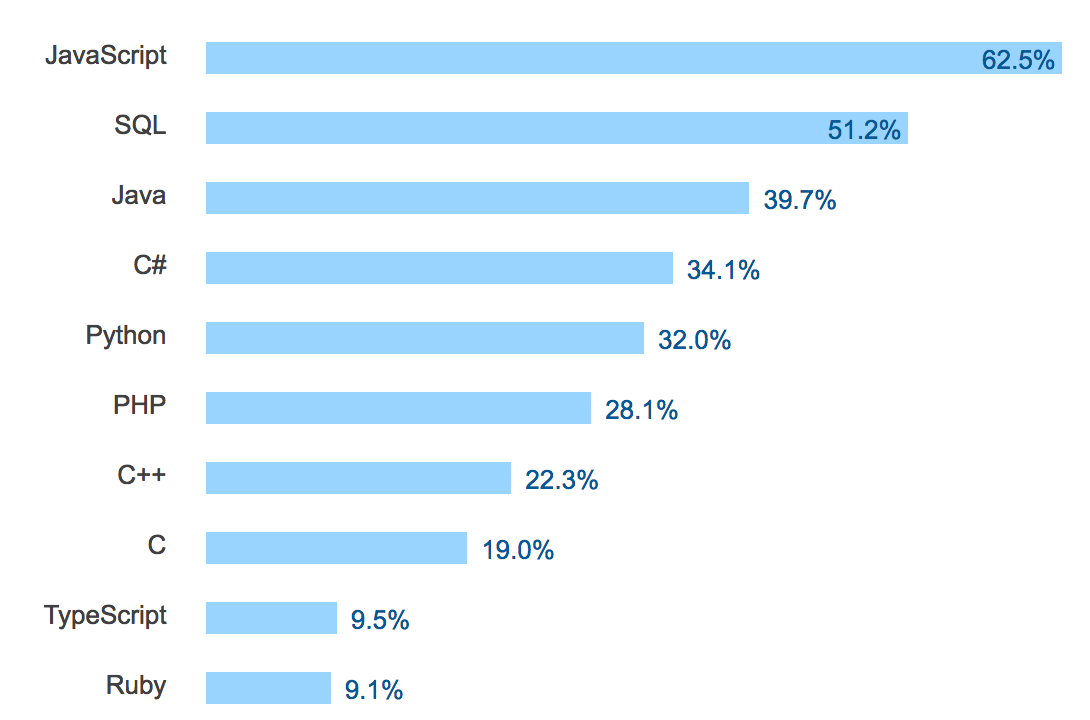 JavaScript 62.5%
SQL 51.2%
Java 39.7%
C# 34.1%
Python 32.0%
PHP 28.1%
C++ 22.3%
C 19.0%
TypeScript 9.5%
Ruby 9.1%